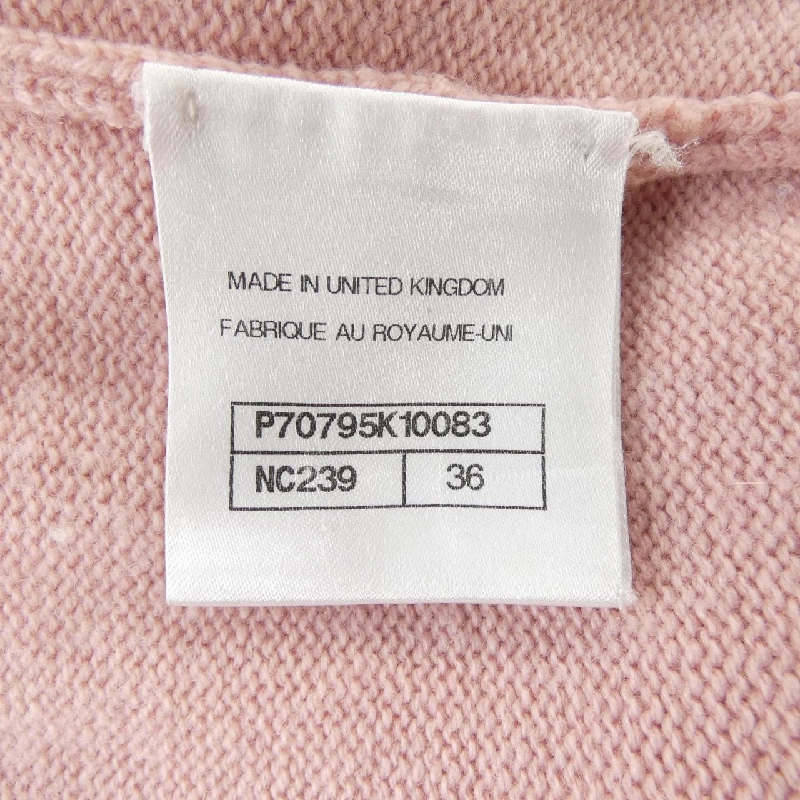 MADE IN UNITED KINGDOM
FABRIQUE AU ROYAUME-UNI
P70795K10083
NC239 36